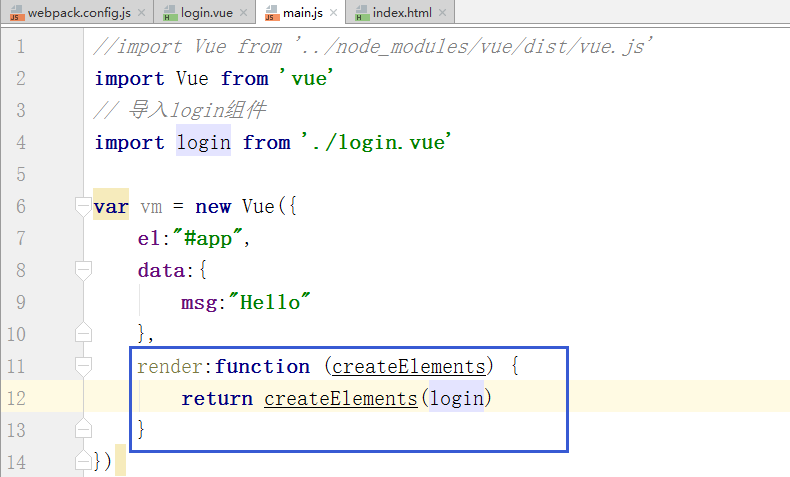 webpack.config.js × login.vue × main.js × index.html ×
1 //import Vue from '../node_modules/vue/dist/vue.js'
2 import Vue from 'vue'
3 // 导入login组件
4 import login from './login.vue'
5
6 var vm = new Vue({
7     el:"#app",
8     data:{
9         msg:"Hello"
10     },
11     render:function (createElements) {
12         return createElements(login)
13     }
14 })